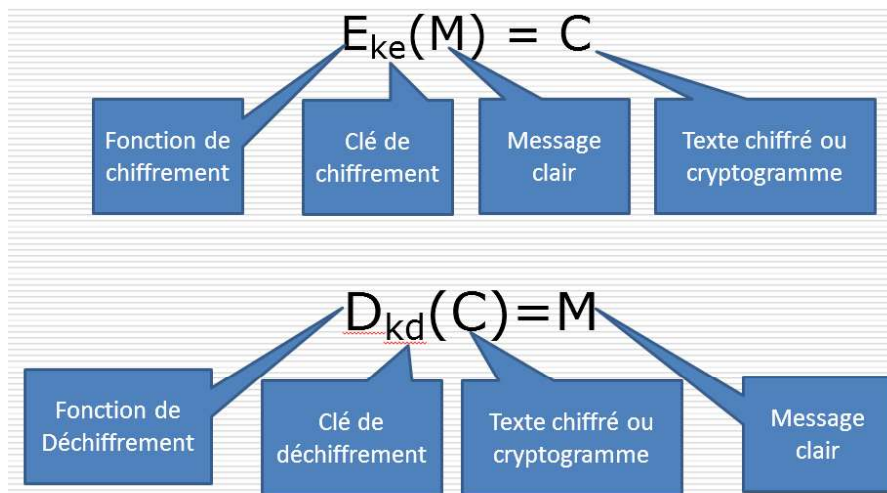 Eke(M) = C
Fonction de
chiffrement
Clé de
chiffrement
Message
clair
Texte chiffré ou
cryptogramme
Dkd(C)=M
Fonction de
Déchiffrement
Clé de
déchiffrement
Texte chiffré ou
cryptogramme
Message
clair